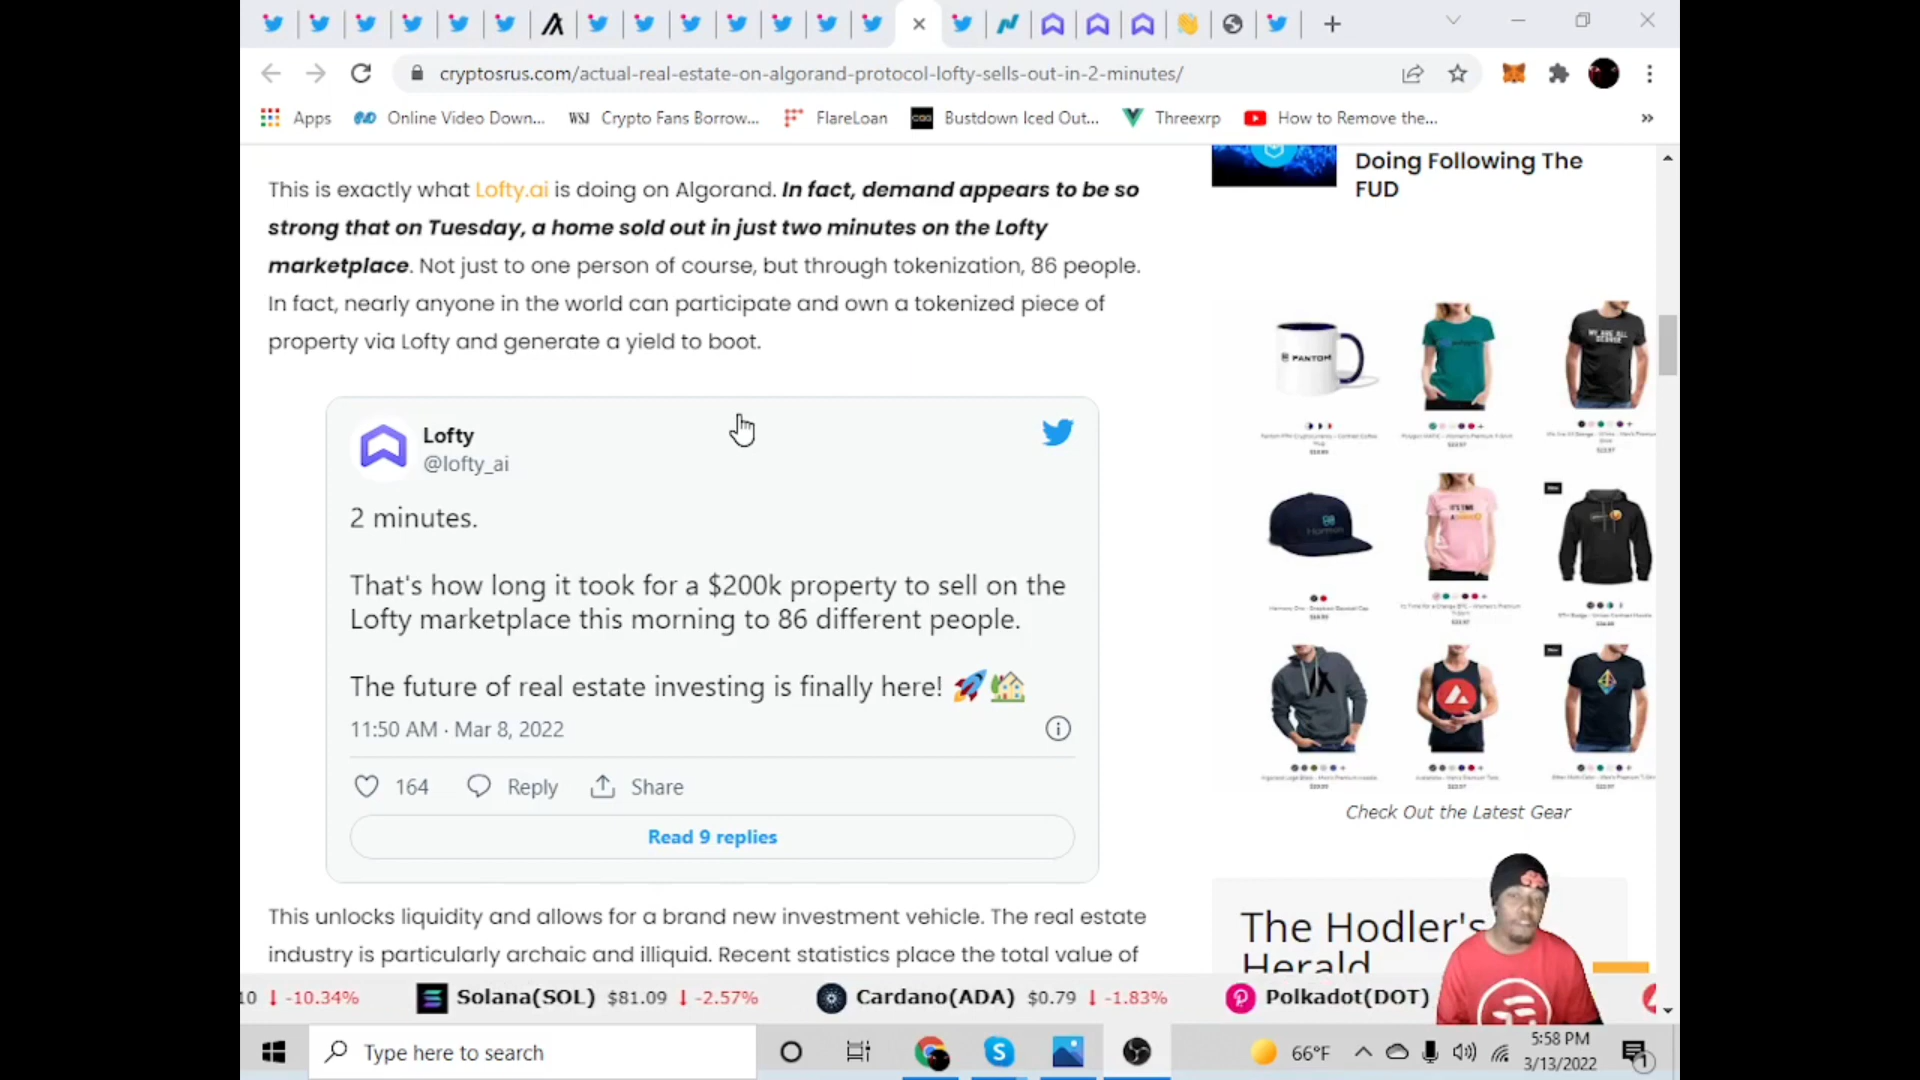 cryptosrus.com/actual-real-estate-on-algorand-protocol-lofty-sells-out-in-2-minutes/
Apps
Online Video Down...
WSJ Crypto Fans Borrow...
FlareLoan
Bustdown Iced Out...
Threexrp
How to Remove the...
»
This is exactly what Lofty.ai is doing on Algorand. In fact, demand appears to be so
strong that on Tuesday, a home sold out in just two minutes on the Lofty
marketplace. Not just to one person of course, but through tokenization, 86 people.
In fact, nearly anyone in the world can participate and own a tokenized piece of
property via Lofty and generate a yield to boot.
Lofty
@lofty_ai
2 minutes.
That's how long it took for a $200k property to sell on the
Lofty marketplace this morning to 86 different people.
The future of real estate investing is finally here! 🚀🏡
11:50 AM · Mar 8, 2022
164 Reply Share
Read 9 replies
This unlocks liquidity and allows for a brand new investment vehicle. The real estate
industry is particularly archaic and illiquid. Recent statistics place the total value of
Doing Following The
FUD
Check Out the Latest Gear
The Hodler's
Herald
10 -10.34% Solana(SOL) $81.09 -2.57% Cardano(ADA) $0.79 -1.83% Polkadot(DOT)
Type here to search
66°F
5:58 PM
3/13/2022
1